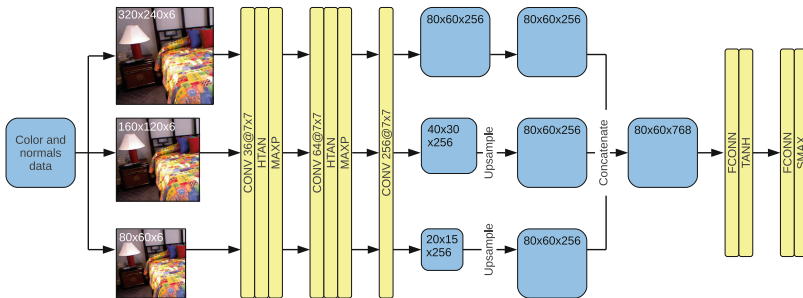 Color and
normals
data
320x240x6
160x120x6
80x60x6
CONV 36@7x7
HTAN
MAXP
CONV 64@7x7
HTAN
MAXP
CONV 256@7x7
80x60x256
80x60x256
40x30
x256
Upsample
80x60x256
20x15
x256
Upsample
80x60x256
Concatenate
80x60x768
FCONN
TANH
FCONN
SMAX